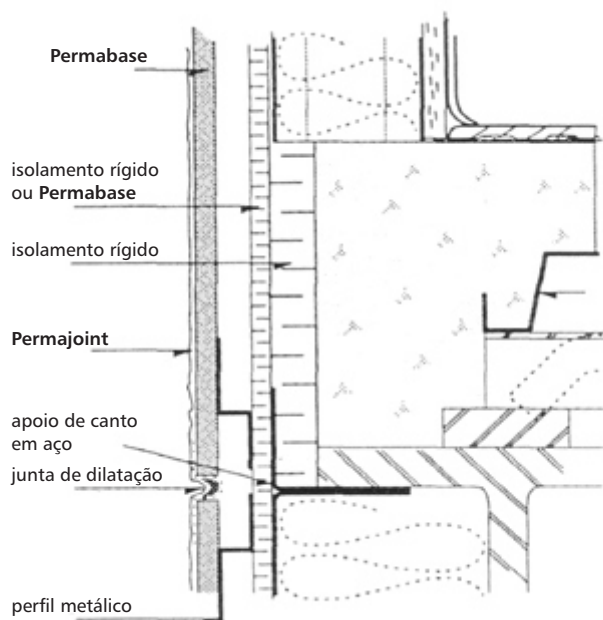 Permabase
isolamento rígido
ou Permabase
isolamento rígido
Permajoint
apoio de canto
em aço
junta de dilatação
perfil metálico